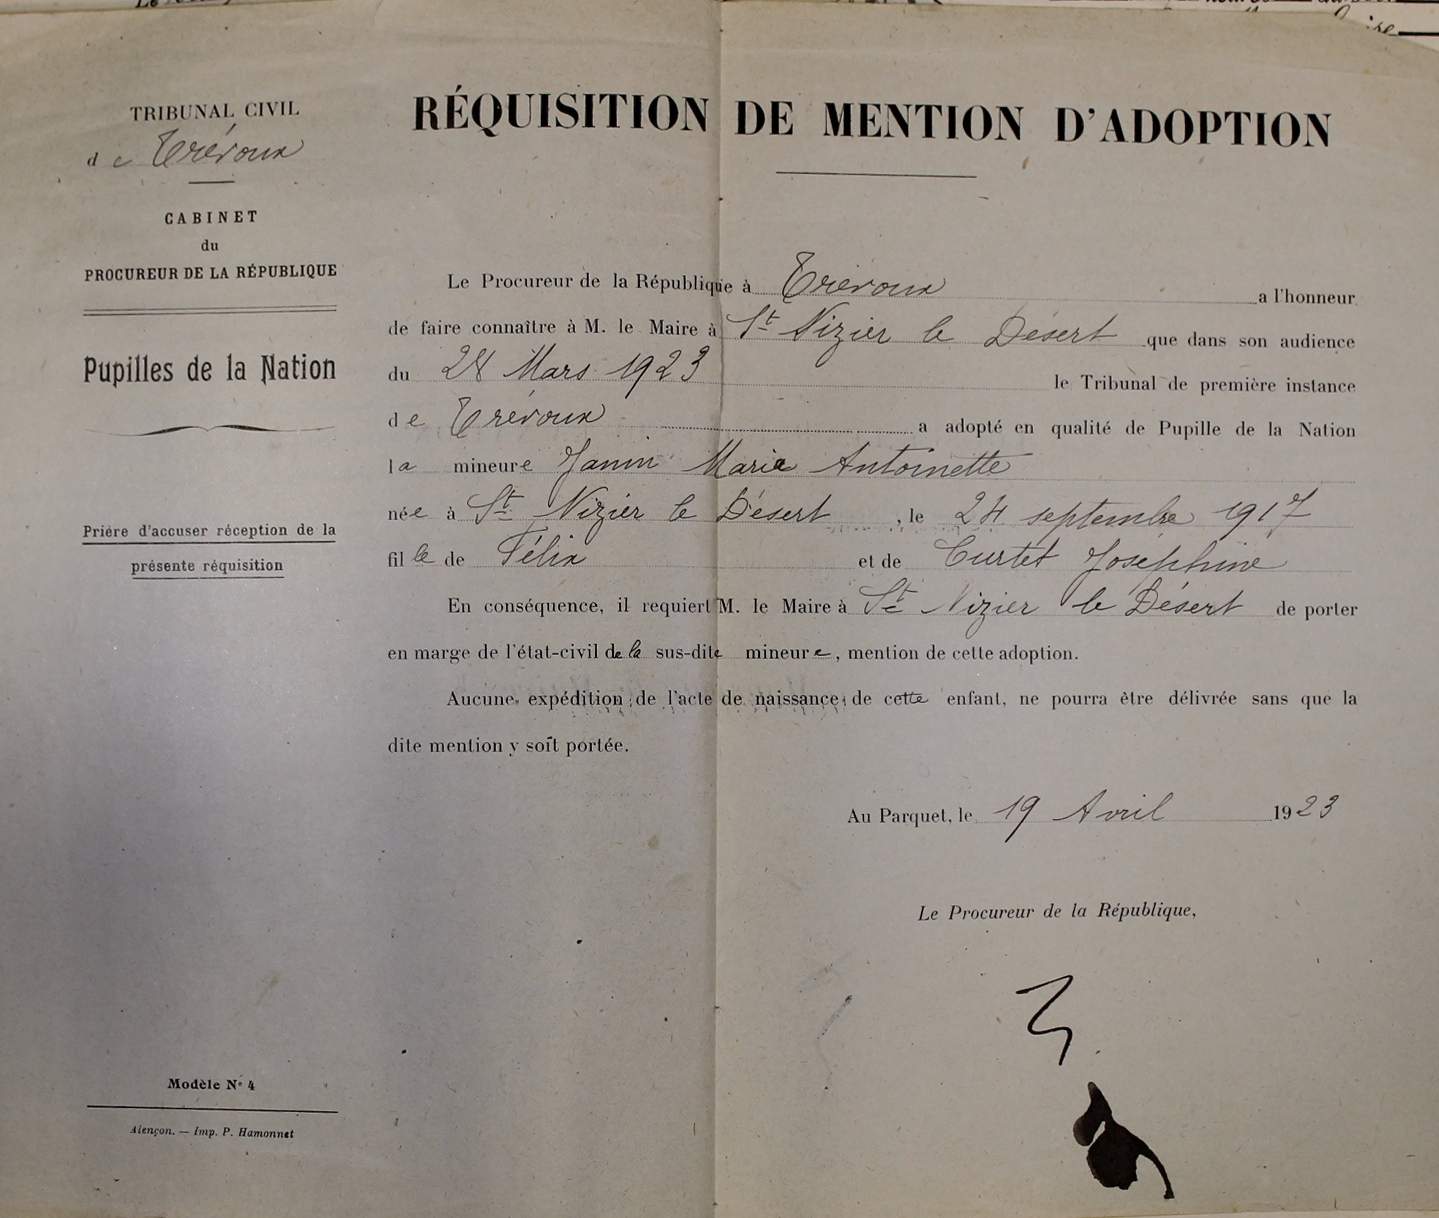 TRIBUNAL CIVIL
de Trévoux
CABINET
du
PROCUREUR DE LA RÉPUBLIQUE
Pupilles de la Nation
Prière d'accuser réception de la
présente réquisition
Modèle N° 4
Alençon. — Imp. P. Hamonnet
RÉQUISITION DE MENTION D'ADOPTION
Le Procureur de la République à Trévoux a l'honneur
de faire connaître à M. le Maire à St Nizier le Désert que dans son audience
du 28 Mars 1923 le Tribunal de première instance
de Trévoux a adopté en qualité de Pupille de la Nation
la mineure Janin Marie Antoinette
née à St Nizier le Désert, le 24 septembre 1917
fille de Félix et de Curtet Joséphine
En conséquence, il requiert M. le Maire à St Nizier le Désert de porter
en marge de l'état-civil de la sus-dite mineure, mention de cette adoption.
Aucune expédition de l'acte de naissance de cette enfant, ne pourra être délivrée sans que la
dite mention y soit portée.
Au Parquet, le 19 Avril 1923
Le Procureur de la République,